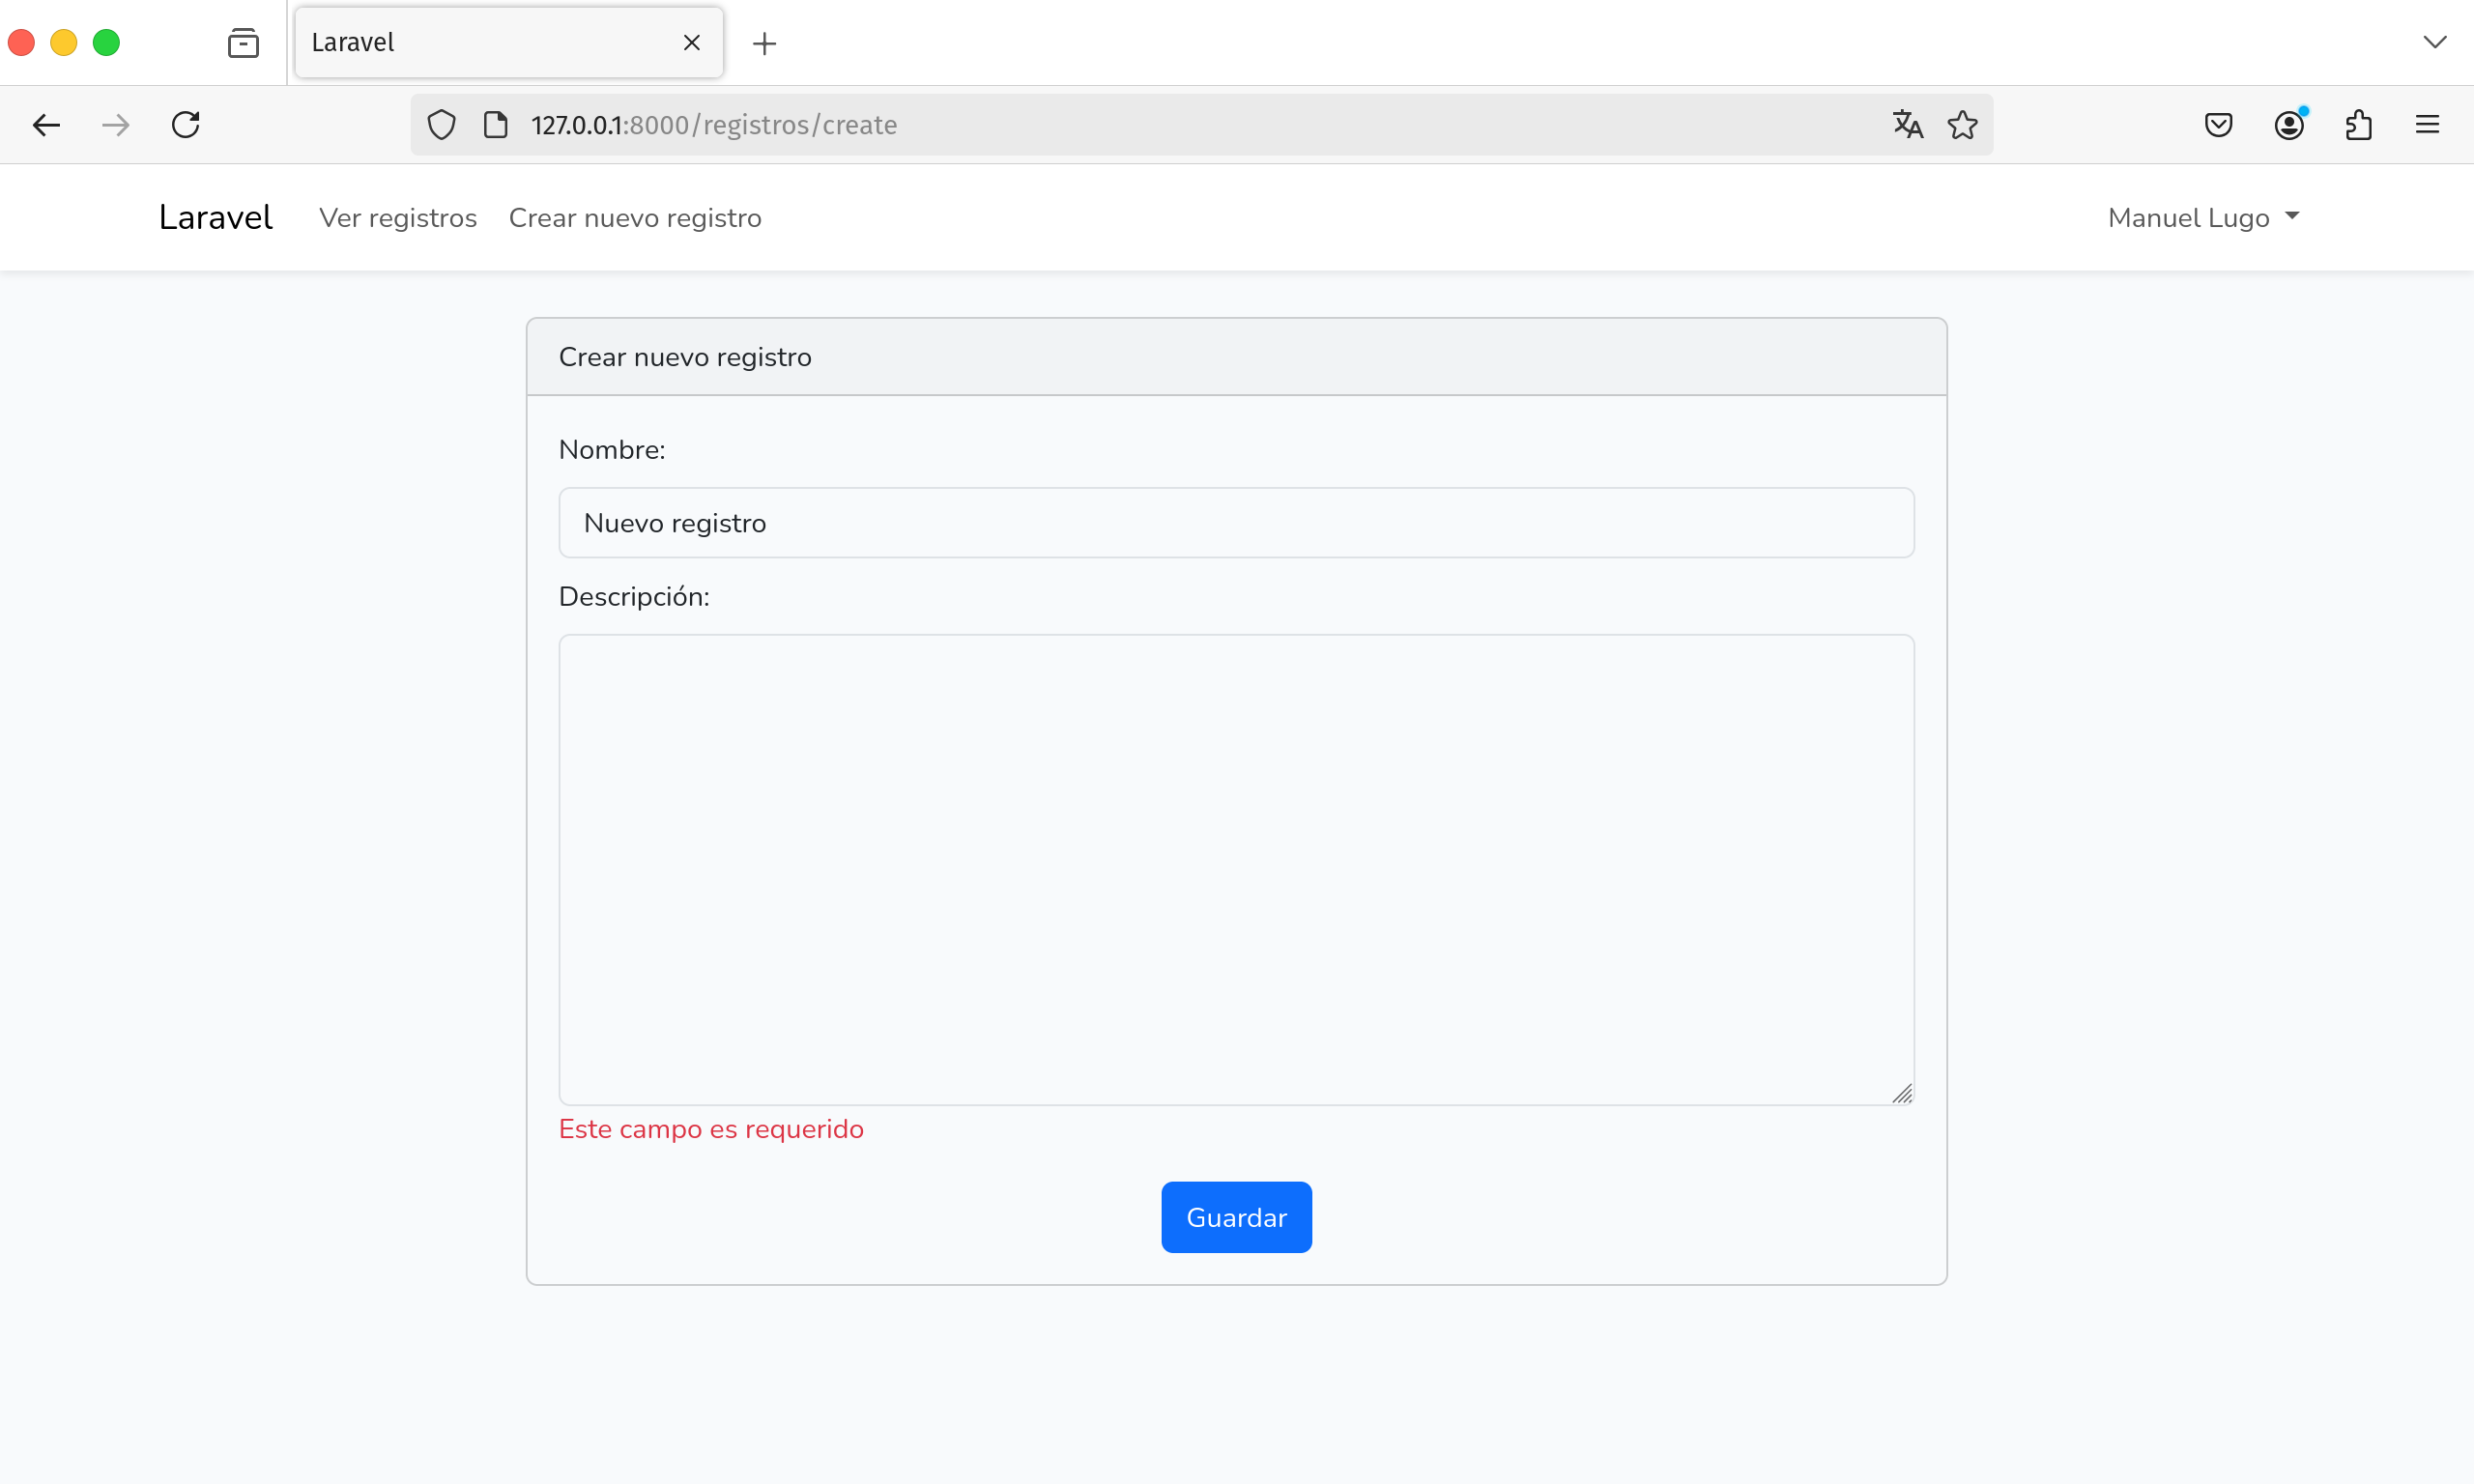 Laravel
127.0.0.1:8000/registros/create
Laravel Ver registros Crear nuevo registro Manuel Lugo
Crear nuevo registro
Nombre:
Nuevo registro
Descripción:
Este campo es requerido
Guardar